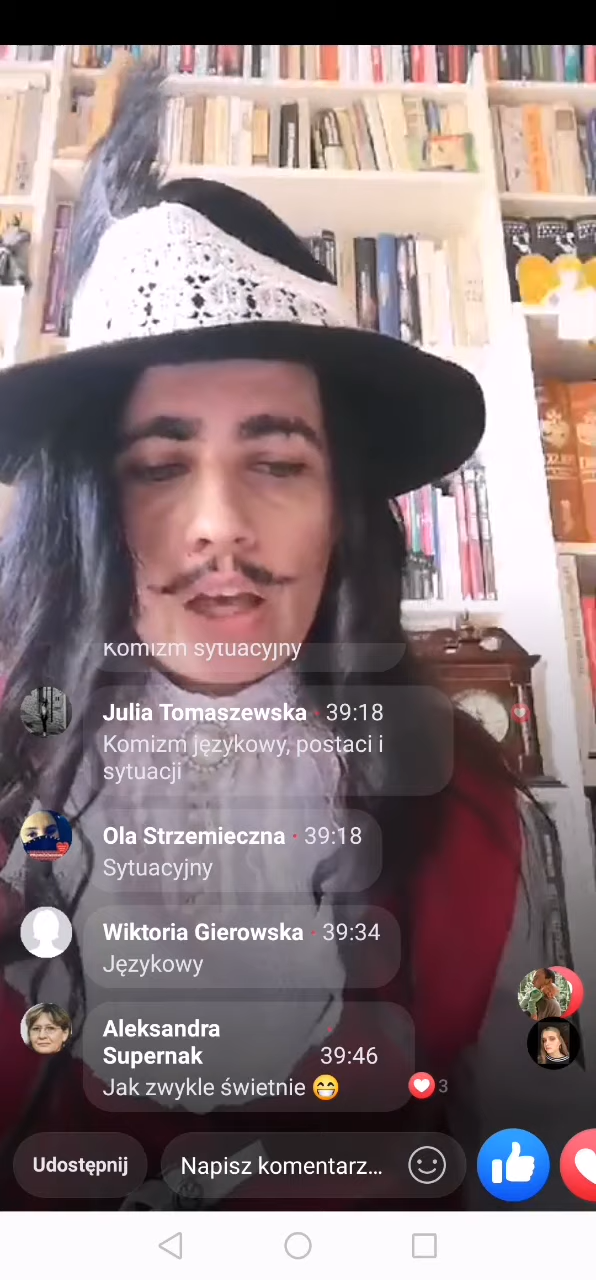 Komizm sytuacyjny
Julia Tomaszewska · 39:18
Komizm językowy, postaci i
sytuacji
Ola Strzemieczna · 39:18
Sytuacyjny
Wiktoria Gierowska · 39:34
Językowy
Aleksandra
Supernak · 39:46
Jak zwykle świetnie 😁
3
Udostępnij
Napisz komentarz...